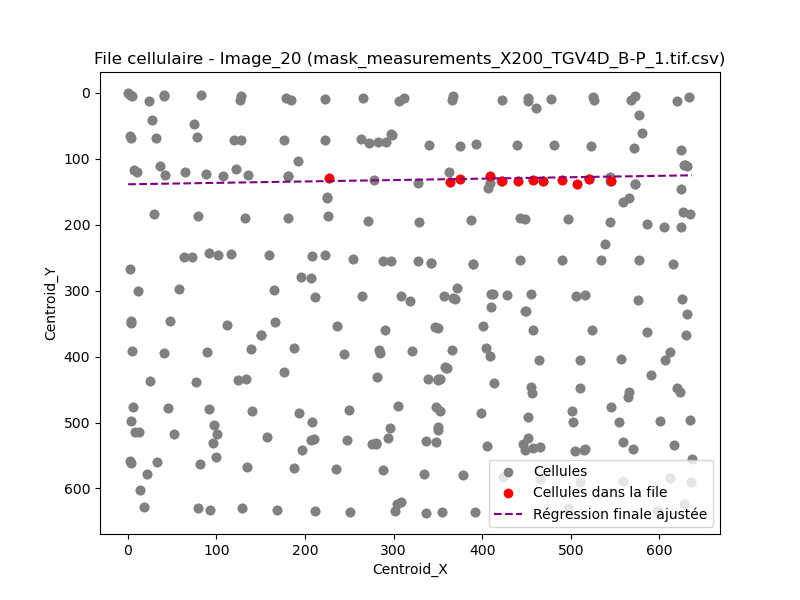 File cellulaire - Image_20 (mask_measurements_X200_TGV4D_B-P_1.tif.csv)
Centroid_Y
0
100
200
300
400
500
600
Cellules
Cellules dans la file
Régression finale ajustée
0 100 200 300 400 500 600
Centroid_X